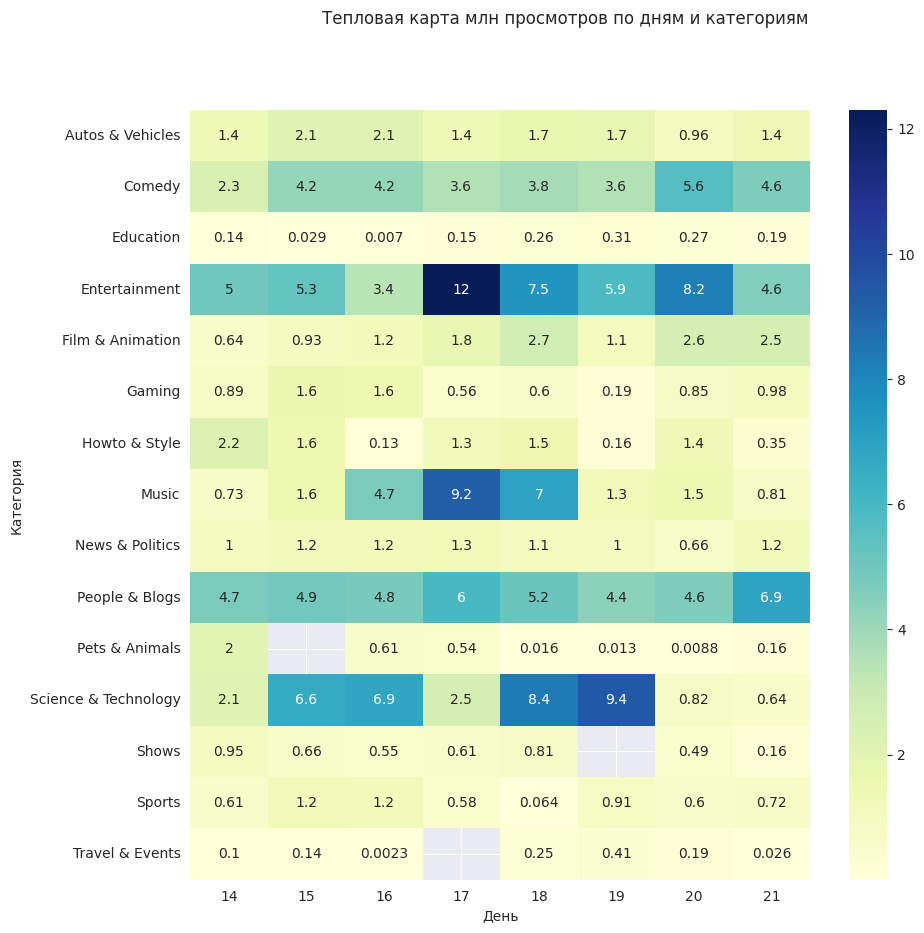 Тепловая карта млн просмотров по дням и категориям
Autos & Vehicles 1.4 2.1 2.1 1.4 1.7 1.7 0.96 1.4
Comedy 2.3 4.2 4.2 3.6 3.8 3.6 5.6 4.6
Education 0.14 0.029 0.007 0.15 0.26 0.31 0.27 0.19
Entertainment 5 5.3 3.4 12 7.5 5.9 8.2 4.6
Film & Animation 0.64 0.93 1.2 1.8 2.7 1.1 2.6 2.5
Gaming 0.89 1.6 1.6 0.56 0.6 0.19 0.85 0.98
Howto & Style 2.2 1.6 0.13 1.3 1.5 0.16 1.4 0.35
Music 0.73 1.6 4.7 9.2 7 1.3 1.5 0.81
News & Politics 1 1.2 1.2 1.3 1.1 1 0.66 1.2
People & Blogs 4.7 4.9 4.8 6 5.2 4.4 4.6 6.9
Pets & Animals 2 0.61 0.54 0.016 0.013 0.0088 0.16
Science & Technology 2.1 6.6 6.9 2.5 8.4 9.4 0.82 0.64
Shows 0.95 0.66 0.55 0.61 0.81 0.49 0.16
Sports 0.61 1.2 1.2 0.58 0.064 0.91 0.6 0.72
Travel & Events 0.1 0.14 0.0023 0.25 0.41 0.19 0.026
14 15 16 17 18 19 20 21
День
Категория
12
10
8
6
4
2